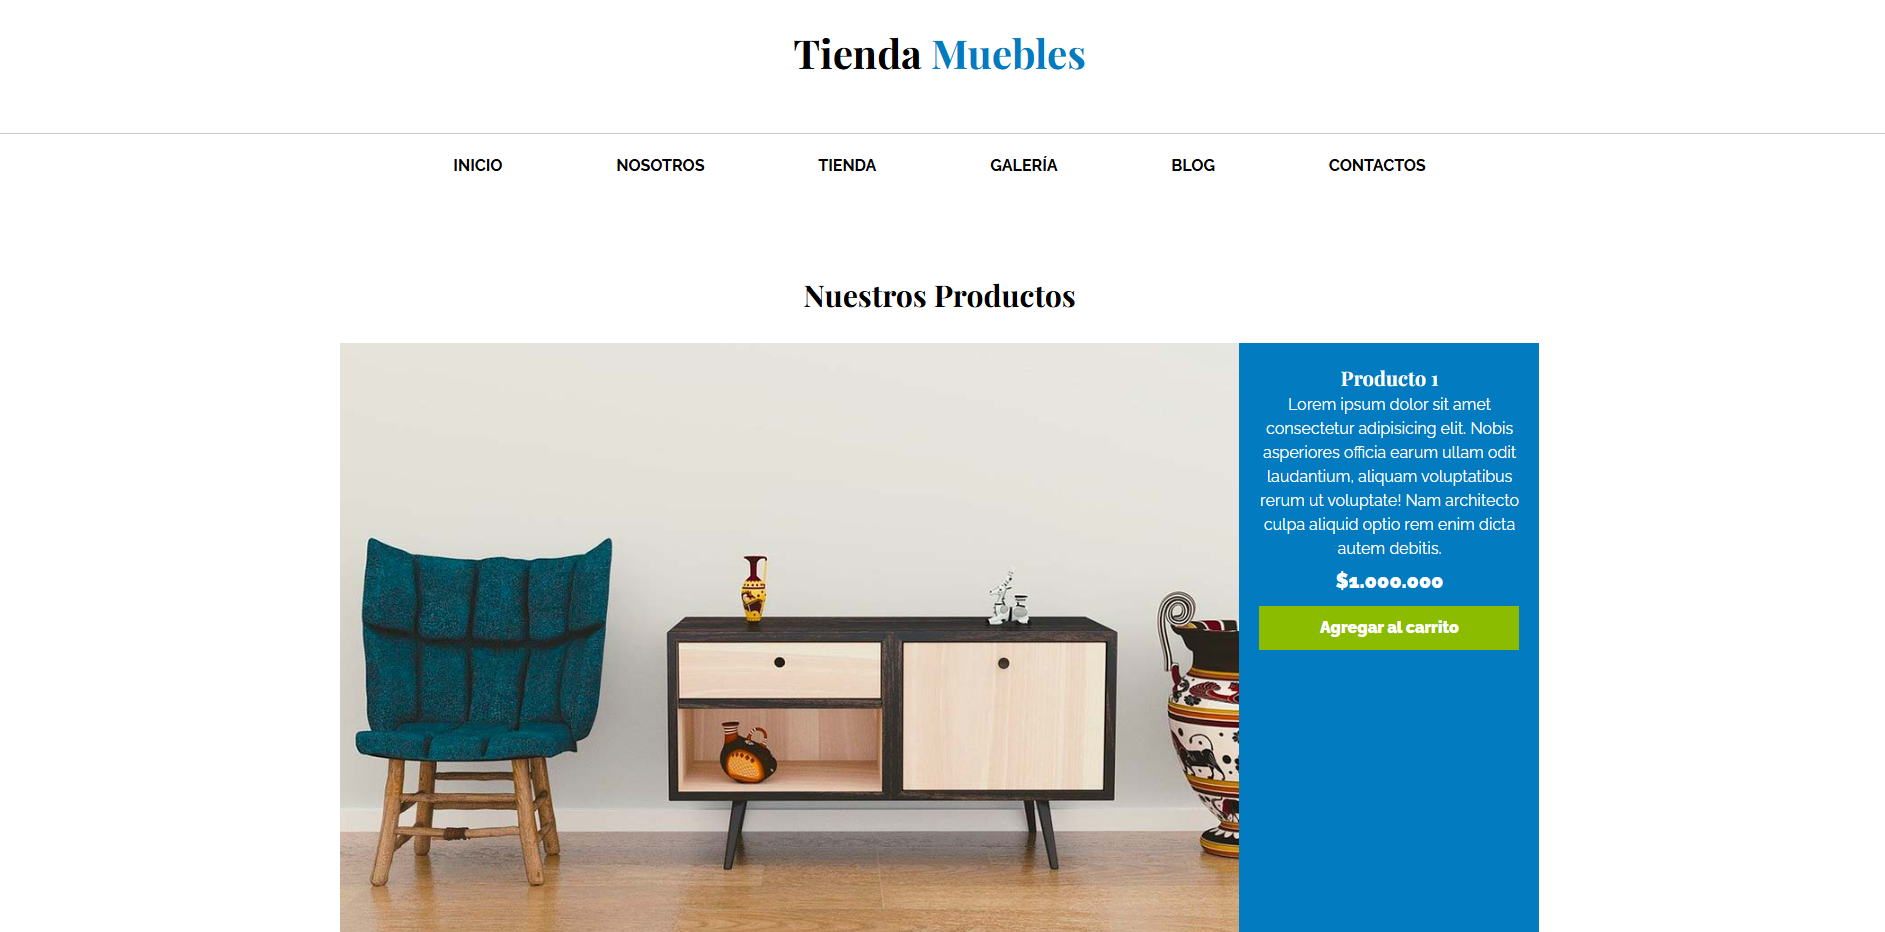 Tienda Muebles
INICIO NOSOTROS TIENDA GALERÍA BLOG CONTACTOS
Nuestros Productos
Producto 1
Lorem ipsum dolor sit amet
consectetur adipisicing elit. Nobis
asperiores officia earum ullam odit
laudantium, aliquam voluptatibus
rerum ut voluptate! Nam architecto
culpa aliquid optio rem enim dicta
autem debitis.
$1.000.000
Agregar al carrito